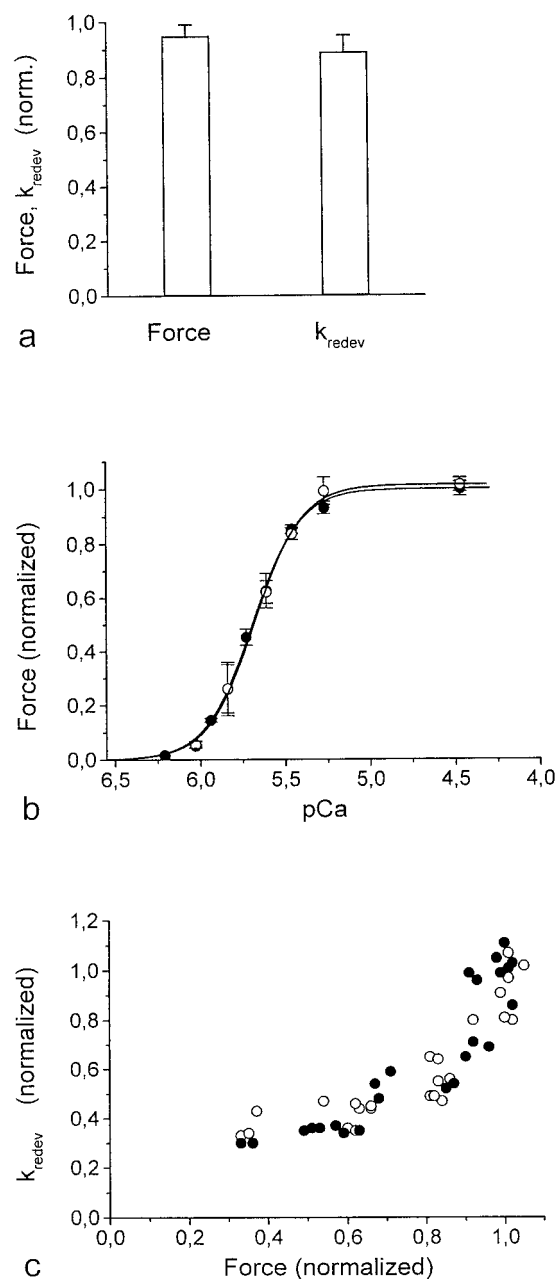 Force, k_redev (norm.)
1,0
0,8
0,6
0,4
0,2
0,0
Force
k_redev
a
Force (normalized)
1,0
0,8
0,6
0,4
0,2
0,0
6,5 6,0 5,5 5,0 4,5 4,0
pCa
b
k_redev (normalized)
1,2
1,0
0,8
0,6
0,4
0,2
0,0
0,0 0,2 0,4 0,6 0,8 1,0
Force (normalized)
c